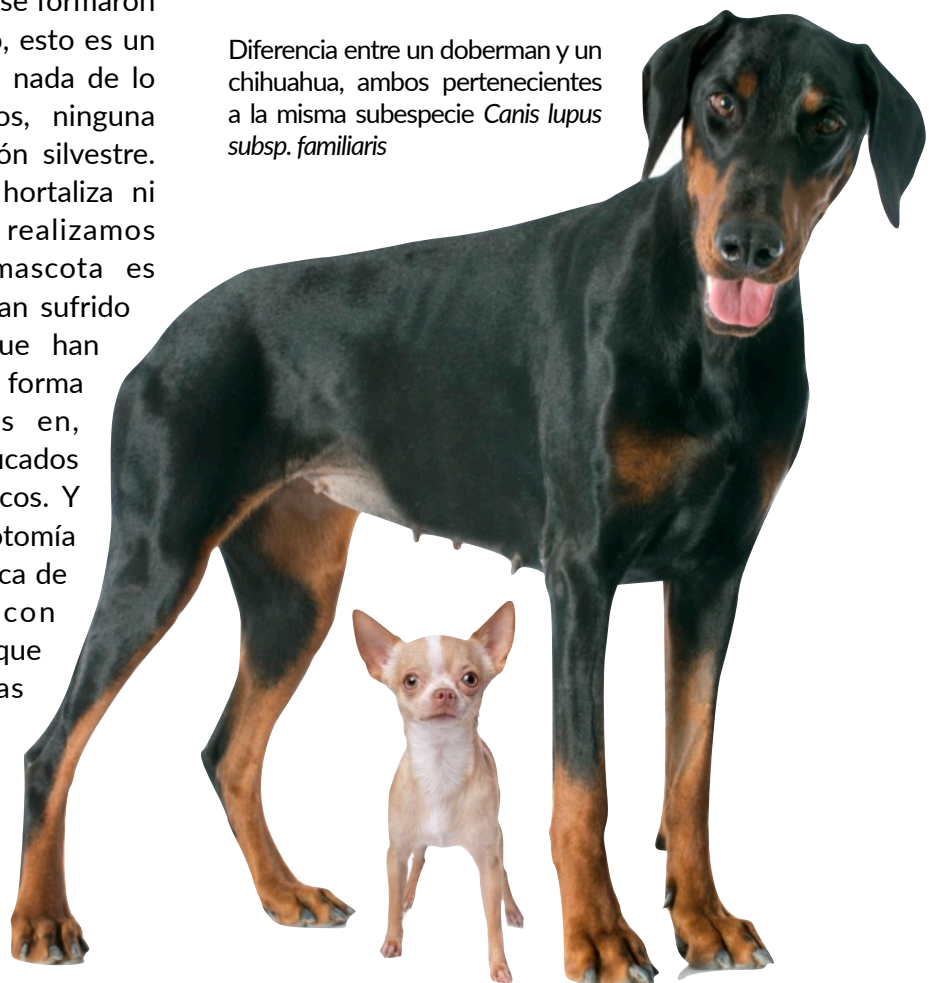 se formaron
, esto es un
nada de lo
os, ninguna
ón silvestre.
hortaliza ni
realizamos
mascota es
an sufrido
ue han
forma
s en,
ucados
cos. Y
otomía
ca de
con
que
as
Diferencia entre un doberman y un
chihuahua, ambos pertenecientes
a la misma subespecie Canis lupus
subsp. familiaris